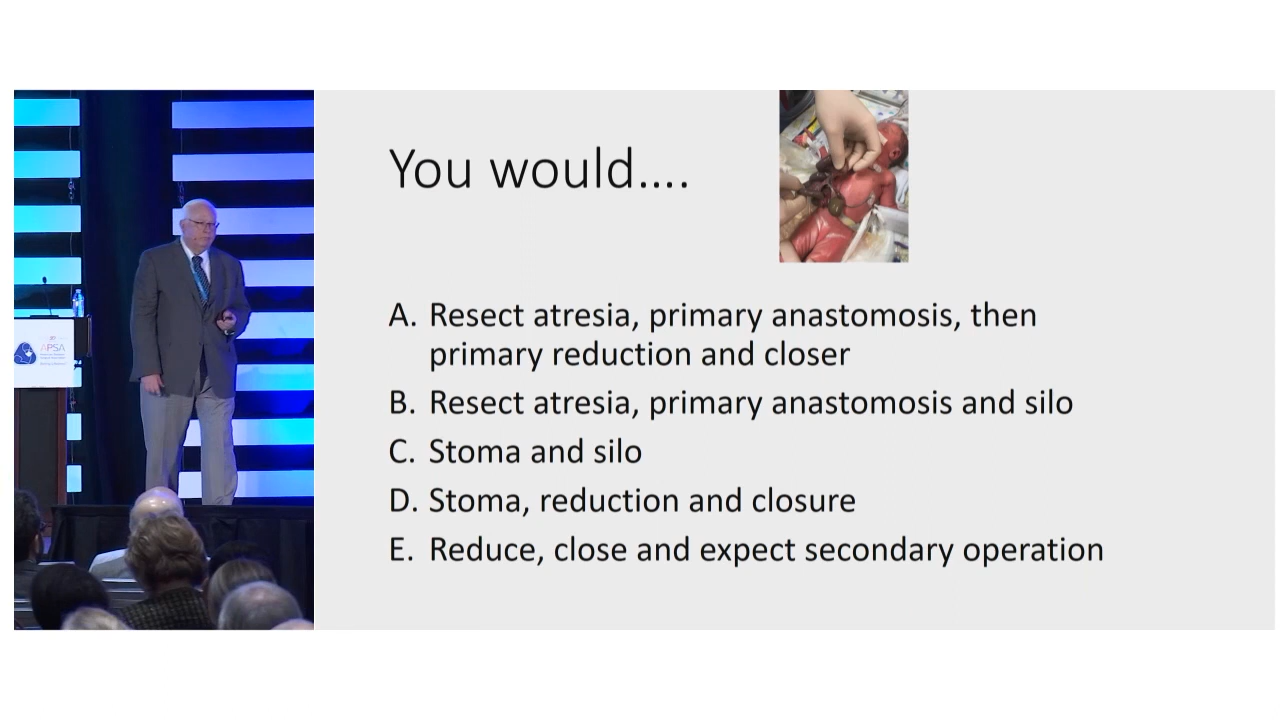 You would....
A. Resect atresia, primary anastomosis, then
primary reduction and closer
B. Resect atresia, primary anastomosis and silo
C. Stoma and silo
D. Stoma, reduction and closure
E. Reduce, close and expect secondary operation
APSA